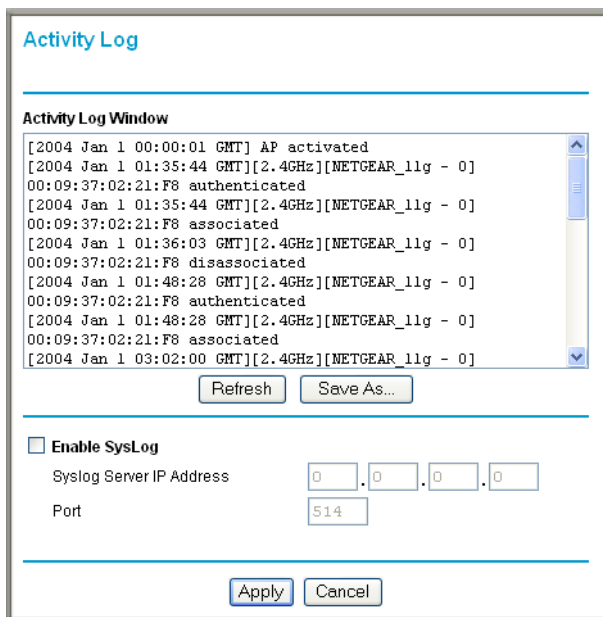 Activity Log
Activity Log Window
[2004 Jan 1 00:00:01 GMT] AP activated
[2004 Jan 1 01:35:44 GMT][2.4GHz][NETGEAR_11g - 0]
00:09:37:02:21:F8 authenticated
[2004 Jan 1 01:35:44 GMT][2.4GHz][NETGEAR_11g - 0]
00:09:37:02:21:F8 associated
[2004 Jan 1 01:36:03 GMT][2.4GHz][NETGEAR_11g - 0]
00:09:37:02:21:F8 disassociated
[2004 Jan 1 01:48:28 GMT][2.4GHz][NETGEAR_11g - 0]
00:09:37:02:21:F8 authenticated
[2004 Jan 1 01:48:28 GMT][2.4GHz][NETGEAR_11g - 0]
00:09:37:02:21:F8 associated
[2004 Jan 1 03:02:00 GMT][2.4GHz][NETGEAR_11g - 0]
Refresh Save As...
Enable SysLog
Syslog Server IP Address 0 . 0 . 0 . 0
Port 514
Apply Cancel